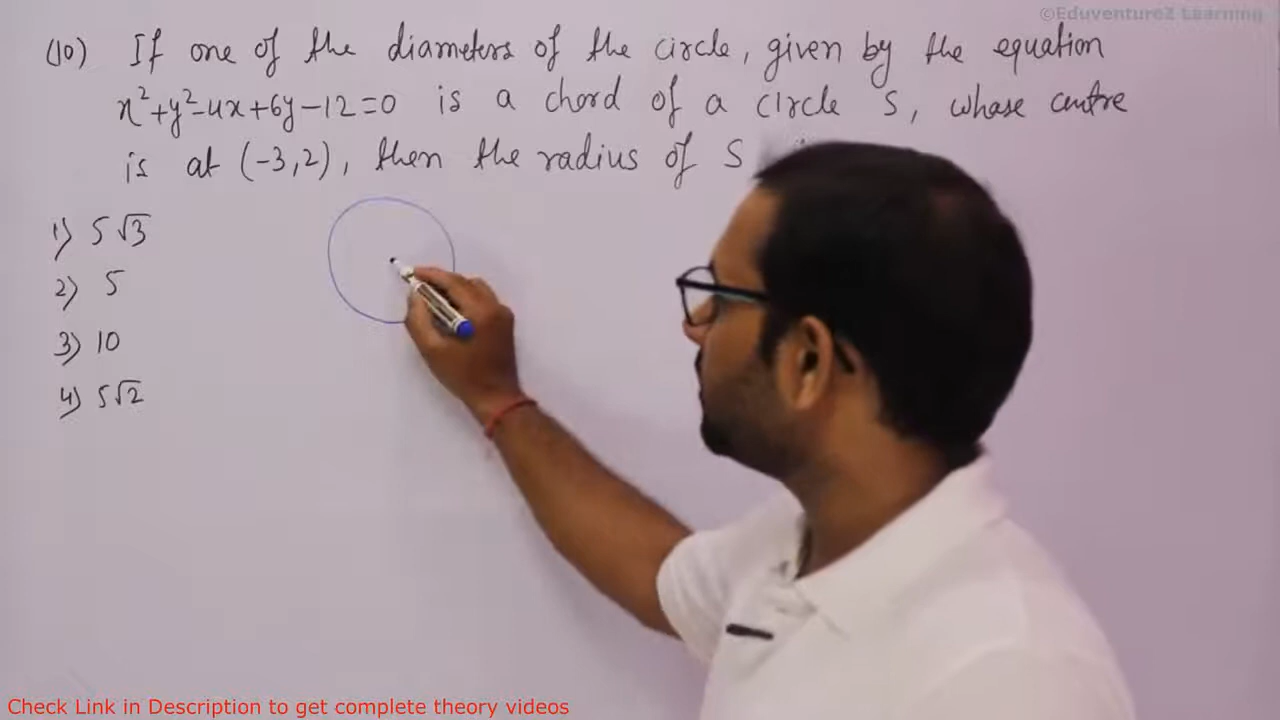 ©EduventureZ Learning
(10) If one of the diameters of the circle, given by the equation
x²+y²-4x+6y-12=0 is a chord of a circle S, whose centre
is at (-3,2), then the radius of S
1) 5√3
2) 5
3) 10
4) 5√2
Check Link in Description to get complete theory videos